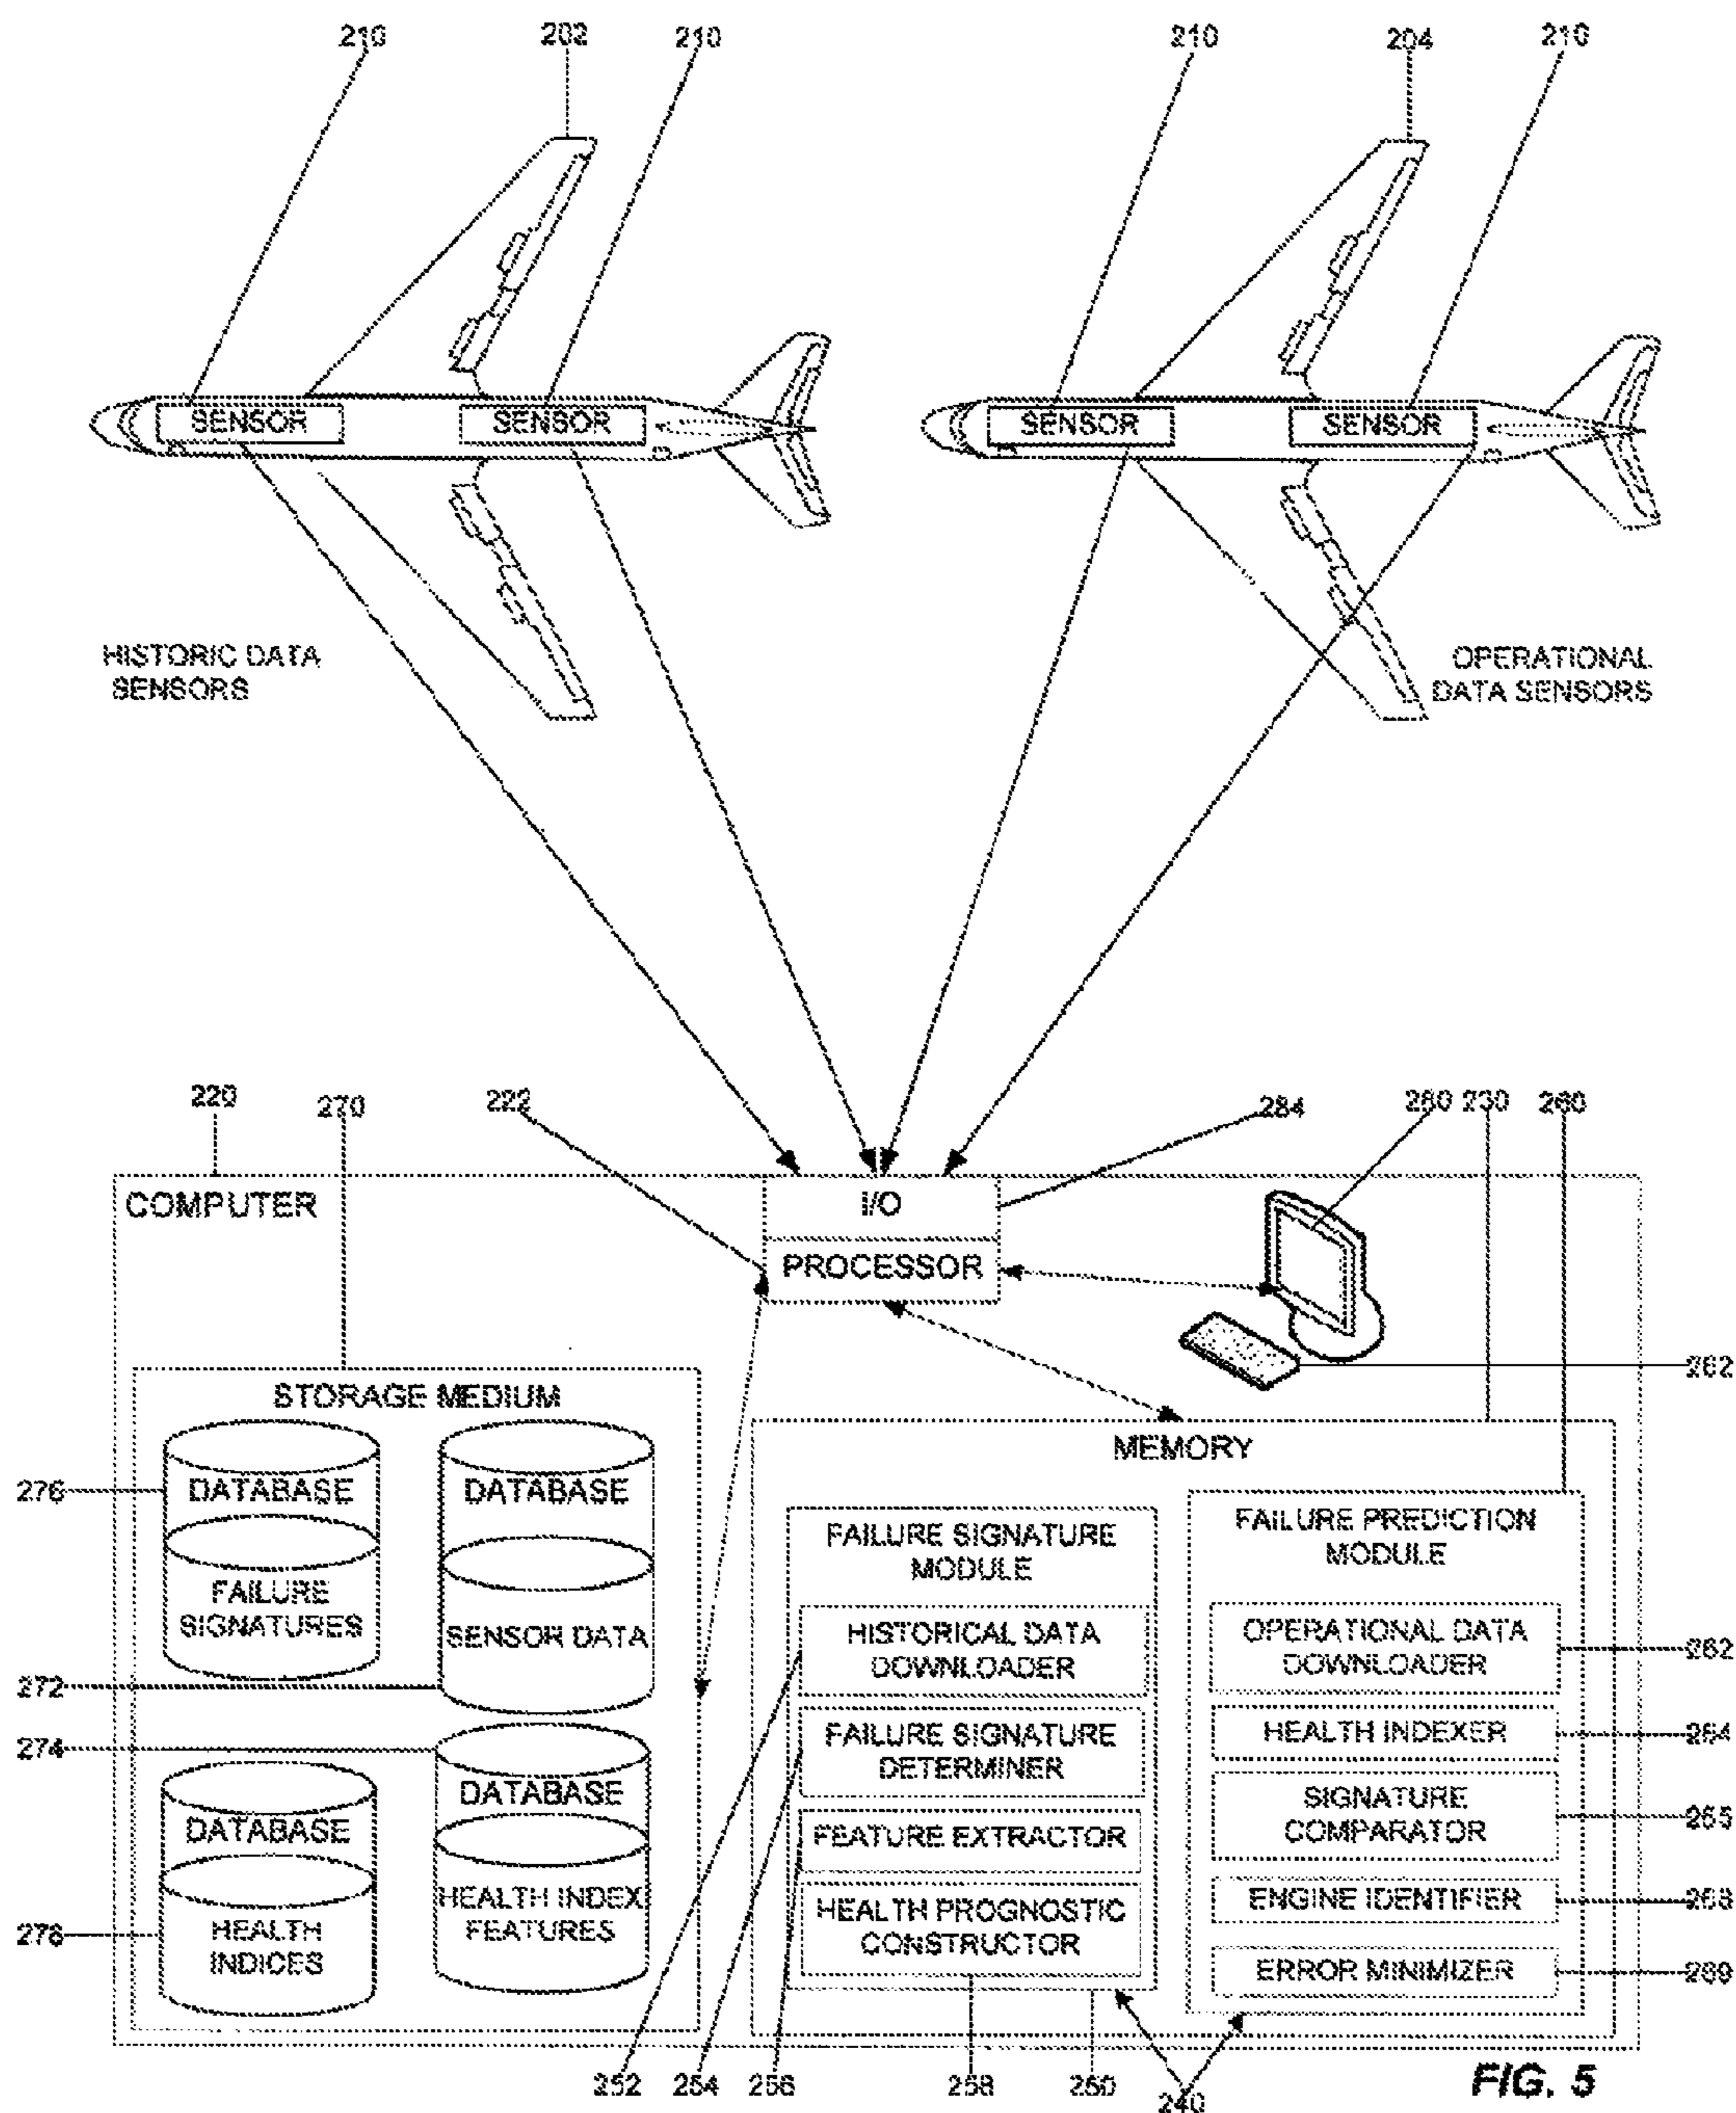 210 202 210 210 204 210
SENSOR SENSOR SENSOR SENSOR
HISTORIC DATA
SENSORS
OPERATIONAL
DATA SENSORS
220 270 222 284 280 230 260
COMPUTER
I/O
PROCESSOR
282
STORAGE MEDIUM
MEMORY
276
DATABASE
FAILURE
SIGNATURES
DATABASE
SENSOR DATA
272
274
DATABASE
HEALTH INDEX
FEATURES
DATABASE
HEALTH
INDICES
278
FAILURE SIGNATURE
MODULE
HISTORICAL DATA
DOWNLOADER
FAILURE SIGNATURE
DETERMINER
FEATURE EXTRACTOR
HEALTH PROGNOSTIC
CONSTRUCTOR
FAILURE PREDICTION
MODULE
OPERATIONAL DATA
DOWNLOADER
262
HEALTH INDEXER
264
SIGNATURE
COMPARATOR
265
ENGINE IDENTIFIER
268
ERROR MINIMIZER
269
252 254 256 258 250 240
FIG. 5